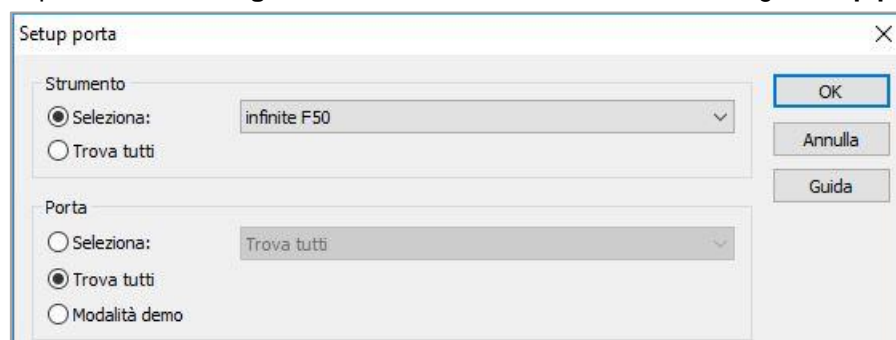 Setup porta
Strumento
Seleziona:
infinite F50
Trova tutti
OK
Annulla
Guida
Porta
Seleziona:
Trova tutti
Trova tutti
Modalità demo